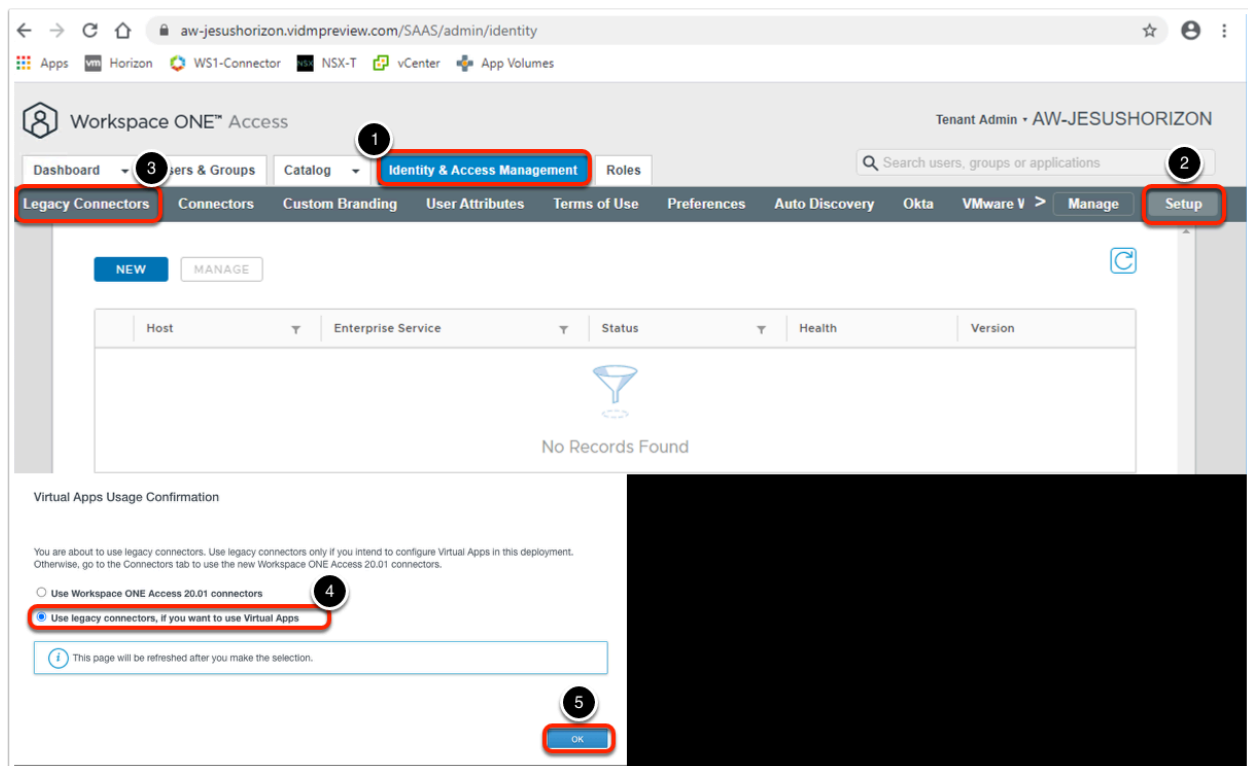 aw-jesushorizon.vidmpreview.com/SAAS/admin/identity
Apps vm Horizon WS1-Connector NSX NSX-T vCenter App Volumes
Workspace ONE™ Access
Tenant Admin AW-JESUSHORIZON
1
Dashboard 3 sers & Groups Catalog Identity & Access Management Roles Search users, groups or applications 2
Legacy Connectors Connectors Custom Branding User Attributes Terms of Use Preferences Auto Discovery Okta VMware V > Manage Setup
NEW MANAGE
Host Enterprise Service Status Health Version
No Records Found
Virtual Apps Usage Confirmation
You are about to use legacy connectors. Use legacy connectors only if you intend to configure Virtual Apps in this deployment.
Otherwise, go to the Connectors tab to use the new Workspace ONE Access 20.01 connectors.
Use Workspace ONE Access 20.01 connectors 4
Use legacy connectors, if you want to use Virtual Apps
i This page will be refreshed after you make the selection.
5
OK